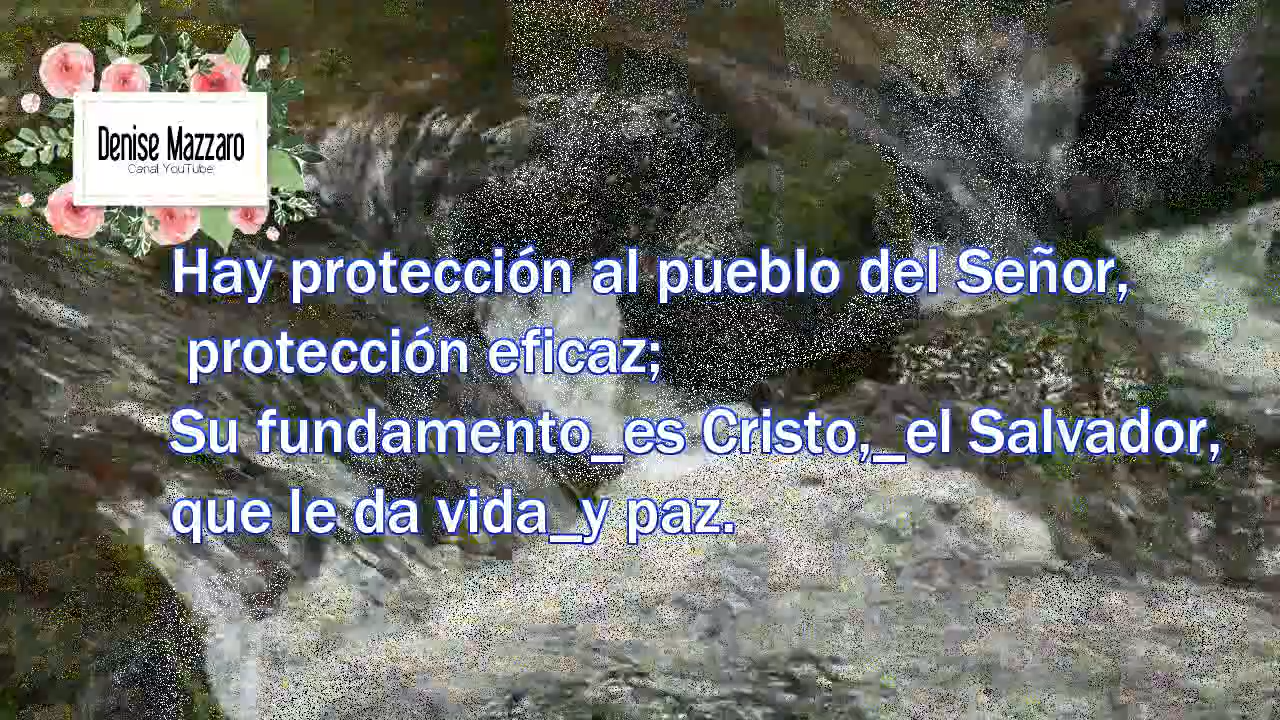 Denise Mazzaro
Canal YouTube
Hay protección al pueblo del Señor,
protección eficaz;
Su fundamento_es Cristo,_el Salvador,
que le da vida_y paz.